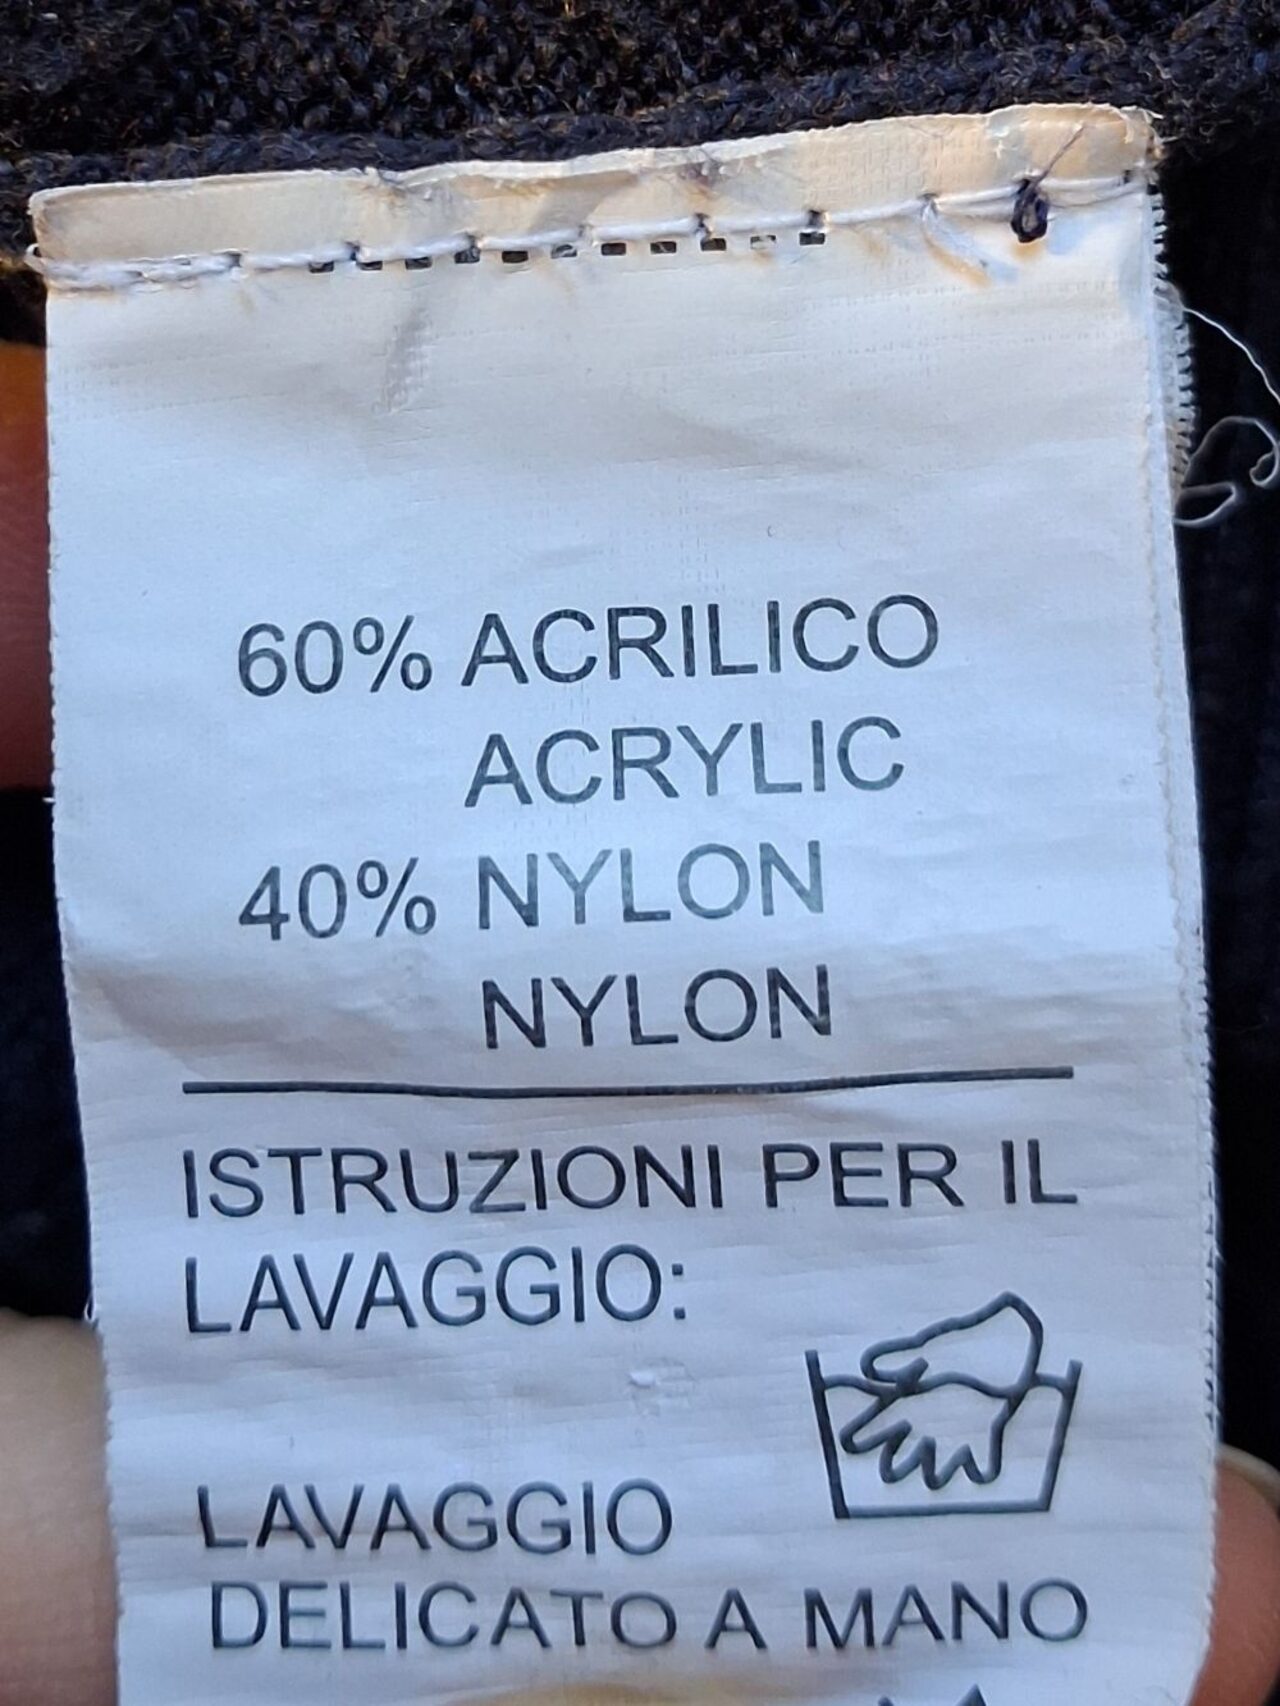 60% ACRILICO
ACRYLIC
40% NYLON
NYLON
ISTRUZIONI PER IL
LAVAGGIO:
LAVAGGIO
DELICATO A MANO